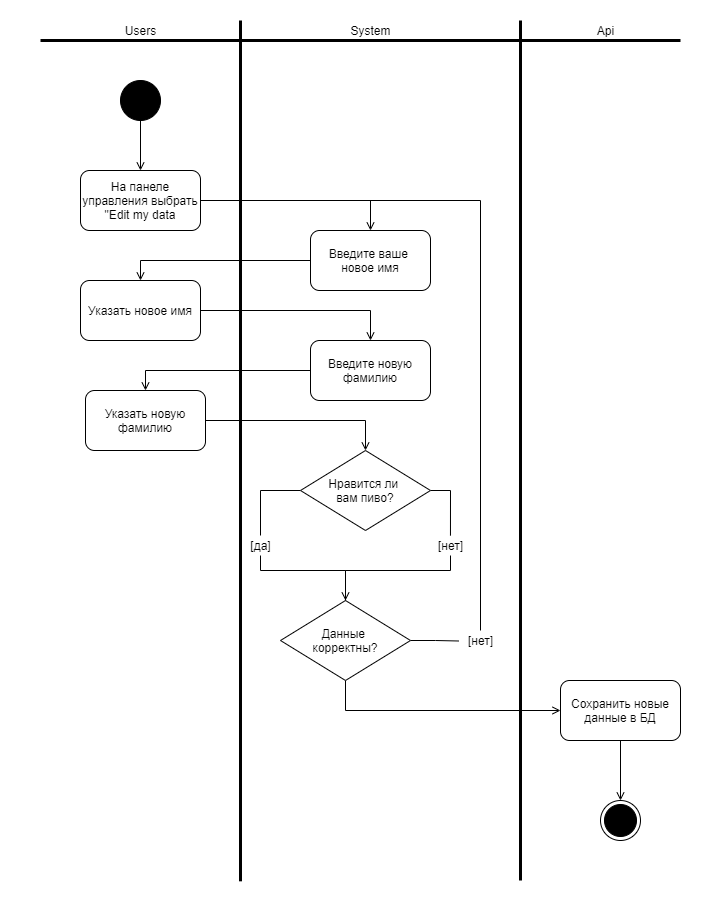 Users
System
Api
На панеле
управления выбрать
"Edit my data
Введите ваше
новое имя
Указать новое имя
Введите новую
фамилию
Указать новую
фамилию
Нравится ли
вам пиво?
[да]
[нет]
Данные
корректны?
[нет]
Сохранить новые
данные в БД